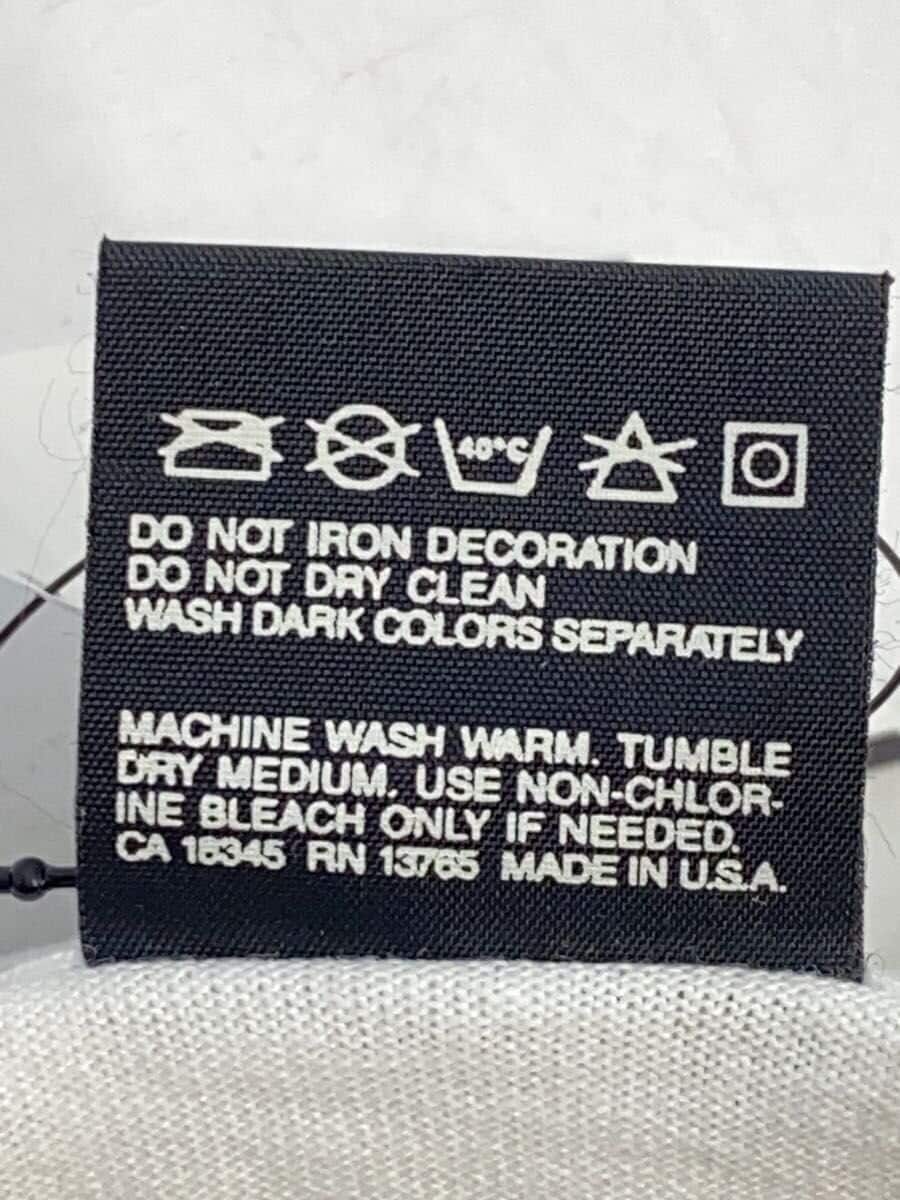 40°C
DO NOT IRON DECORATION
DO NOT DRY CLEAN
WASH DARK COLORS SEPARATELY
MACHINE WASH WARM. TUMBLE
DRY MEDIUM. USE NON-CHLOR-
INE BLEACH ONLY IF NEEDED.
CA 16345 RN 13765 MADE IN U.S.A.